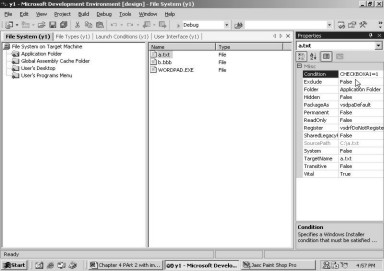 y1 - Microsoft Development Environment [design] - File System (y1)
File Edit View Project Build Debug Tools Window Help
Debug
File System (y1) File Types (y1) Launch Conditions (y1) User Interface (y1)
File System on Target Machine
Application Folder
Global Assembly Cache Folder
User's Desktop
User's Programs Menu
Name Type
a.txt File
b.bbb File
WORDPAD.EXE File
Properties
a.txt
Misc
Condition CHECKBOXA1=1
Exclude False
Folder Application Folder
Hidden False
PackageAs vsdpaDefault
Permanent False
ReadOnly False
Register vsdrfDoNotRegister
SharedLegacyF False
SourcePath
System False
TargetName a.txt
Transitive False
Vital True
Condition
Specifies a Windows Installer
condition that must be satisfied ...
Ready
Start
Chapter 4 PArt 2 with in...
y1 - Microsoft Develo...
Jasc Paint Shop Pro
4:57 PM